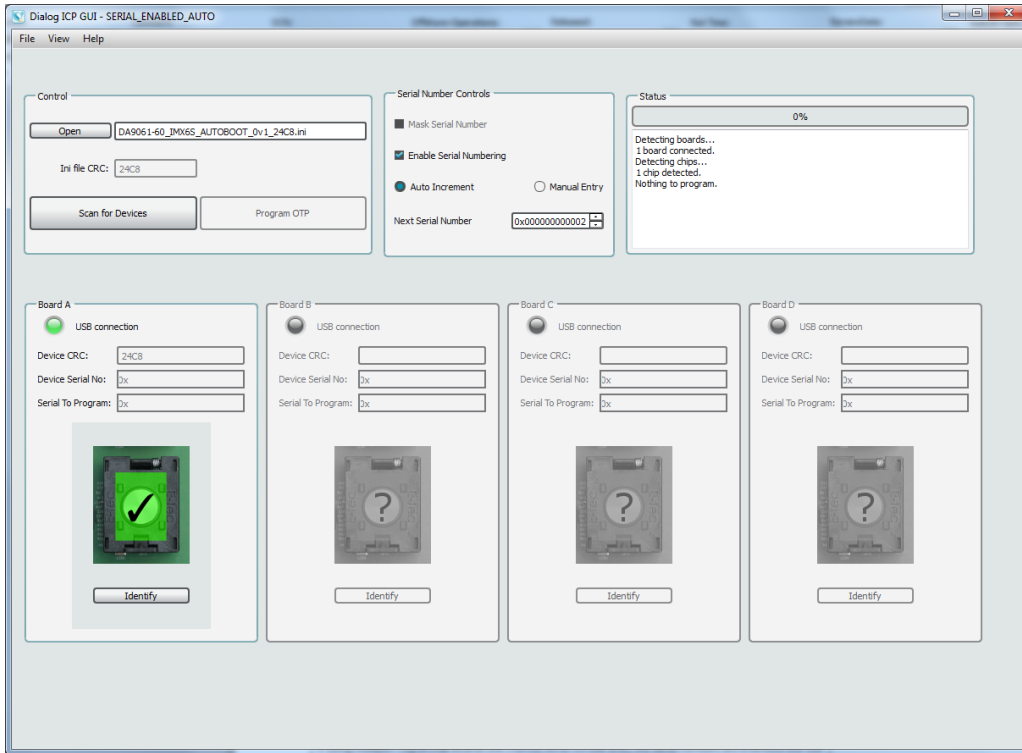 Dialog ICP GUI - SERIAL_ENABLED_AUTO
File View Help
Control
Open DA9061-60_IMX6S_AUTOBOOT_0v1_24C8.ini
Ini file CRC: 24C8
Scan for Devices Program OTP
Serial Number Controls
Mask Serial Number
Enable Serial Numbering
Auto Increment Manual Entry
Next Serial Number 0x000000000002
Status
0%
Detecting boards...
1 board connected.
Detecting chips...
1 chip detected.
Nothing to program.
Board A
USB connection
Device CRC: 24C8
Device Serial No: 0x
Serial To Program: 0x
Identify
Board B
USB connection
Device CRC:
Device Serial No: 0x
Serial To Program: 0x
?
Identify
Board C
USB connection
Device CRC:
Device Serial No: 0x
Serial To Program: 0x
?
Identify
Board D
USB connection
Device CRC:
Device Serial No: 0x
Serial To Program: 0x
?
Identify